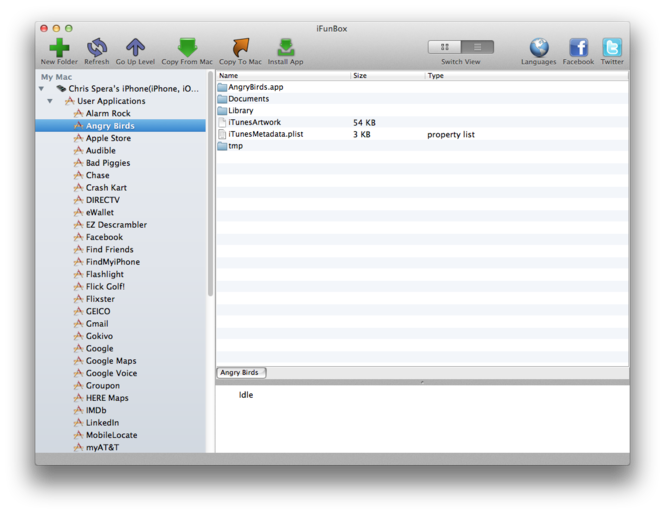 iFunBox
New Folder Refresh Go Up Level Copy From Mac Copy To Mac Install App Switch View Languages Facebook Twitter
My Mac
Chris Spera's iPhone(iPhone, iO...
User Applications
Alarm Rock
Angry Birds
Apple Store
Audible
Bad Piggies
Chase
Crash Kart
DIRECTV
eWallet
EZ Descrambler
Facebook
Find Friends
FindMyiPhone
Flashlight
Flick Golf!
Flixster
GEICO
Gmail
Gokivo
Google
Google Maps
Google Voice
Groupon
HERE Maps
IMDb
LinkedIn
MobileLocate
myAT&T
Name Size Type
AngryBirds.app
Documents
Library
iTunesArtwork 54 KB
iTunesMetadata.plist 3 KB property list
tmp
Angry Birds
Idle